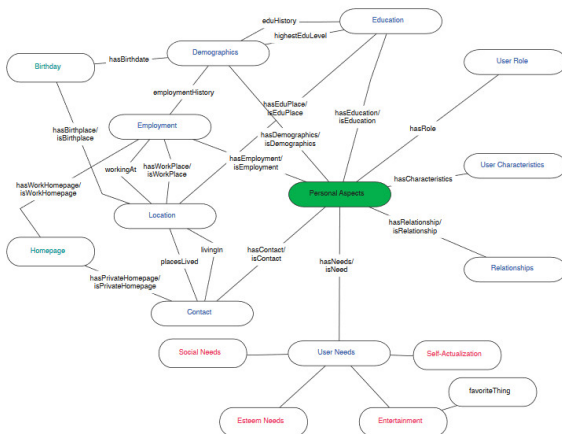 eduHistory
Education
highestEduLevel
Demographics
Birthday
hasBirthdate
User Role
employmentHistory
hasEduPlace/
isEduPlace
hasEducation/
isEducation
Employment
hasBirthplace/
isBirthplace
hasDemographics/
isDemographics
hasRole
hasEmployment/
isEmployment
workingAt
hasWorkPlace/
isWorkPlace
User Characteristics
hasCharacteristics
hasWorkHomepage/
isWorkHomepage
Personal Aspects
Location
hasRelationship/
isRelationship
Homepage
livingin
hasContact/
isContact
placesLived
hasNeeds/
isNeed
Relationships
hasPrivateHomepage/
isPrivateHomepage
Contact
Social Needs
User Needs
Self-Actualization
favoriteThing
Esteem Needs
Entertainment